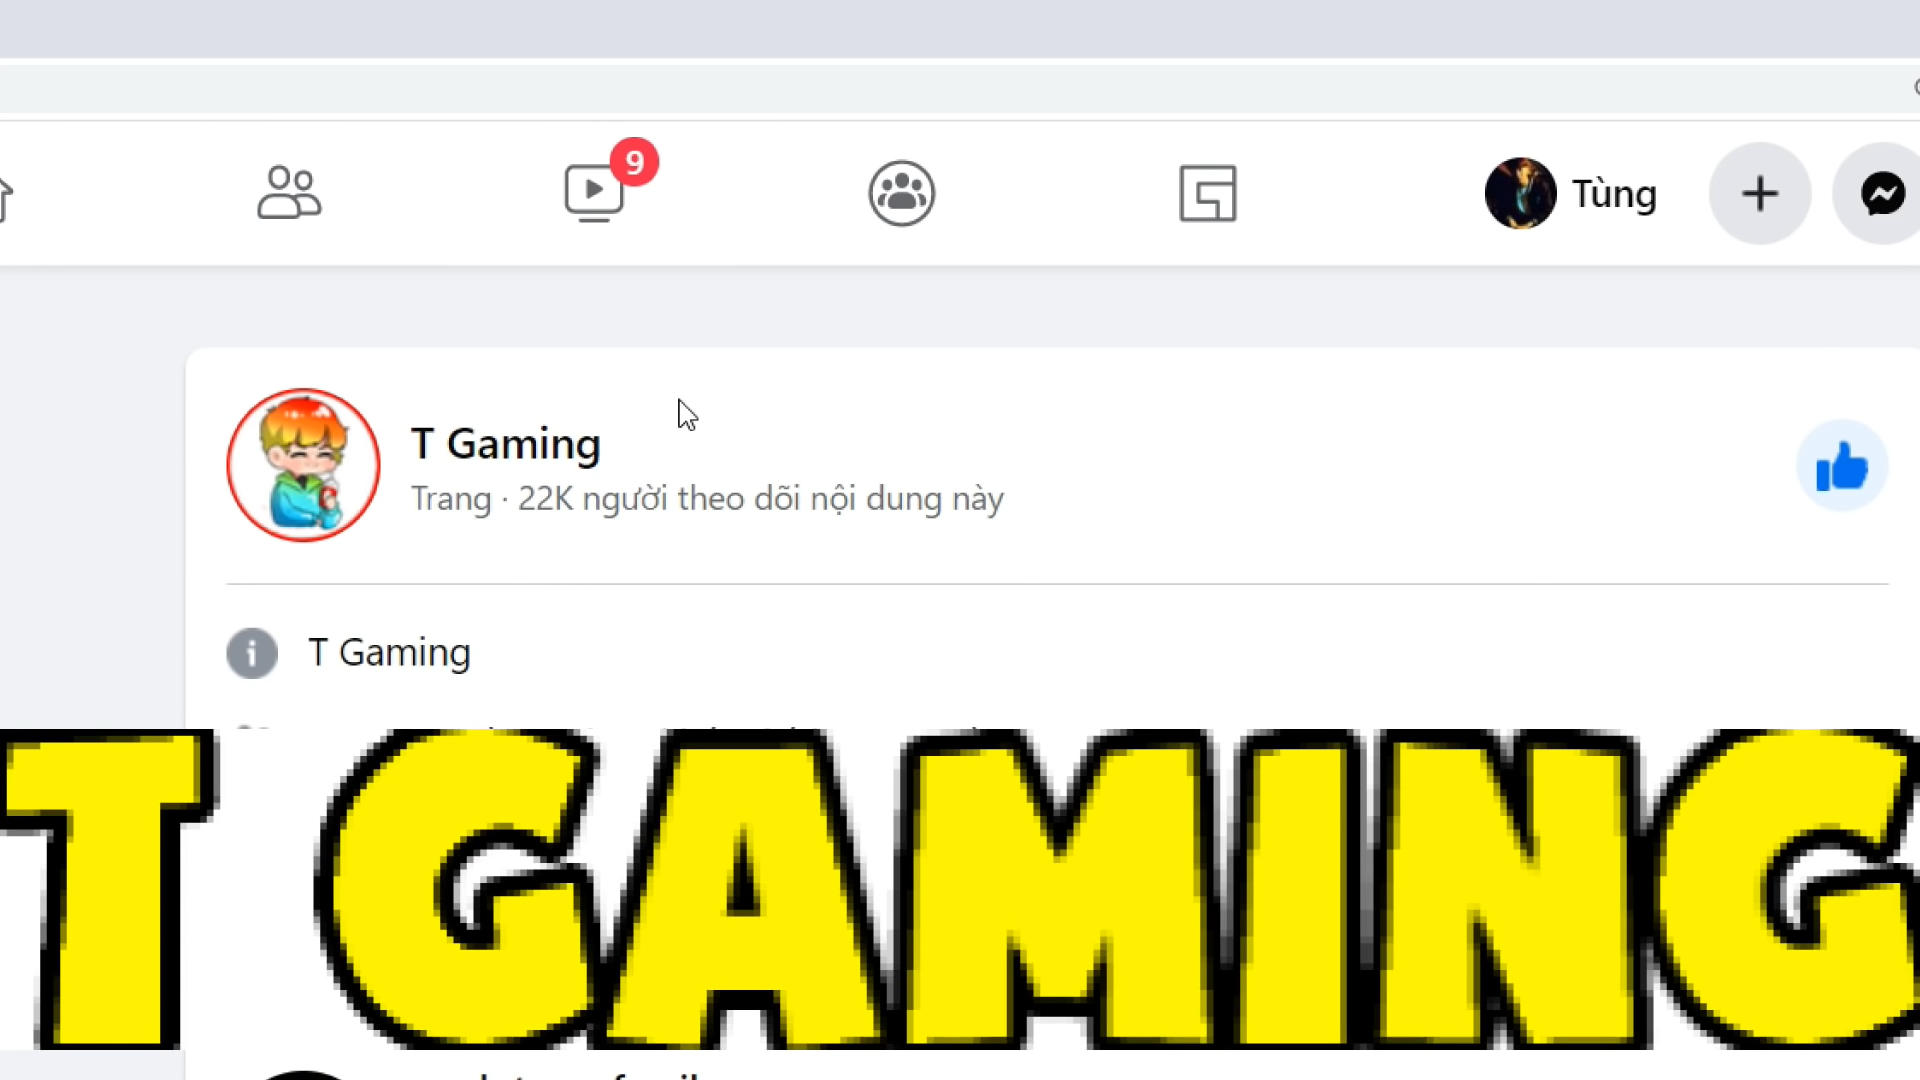 9
Tùng
T Gaming
Trang · 22K người theo dõi nội dung này
T Gaming
T GAMING